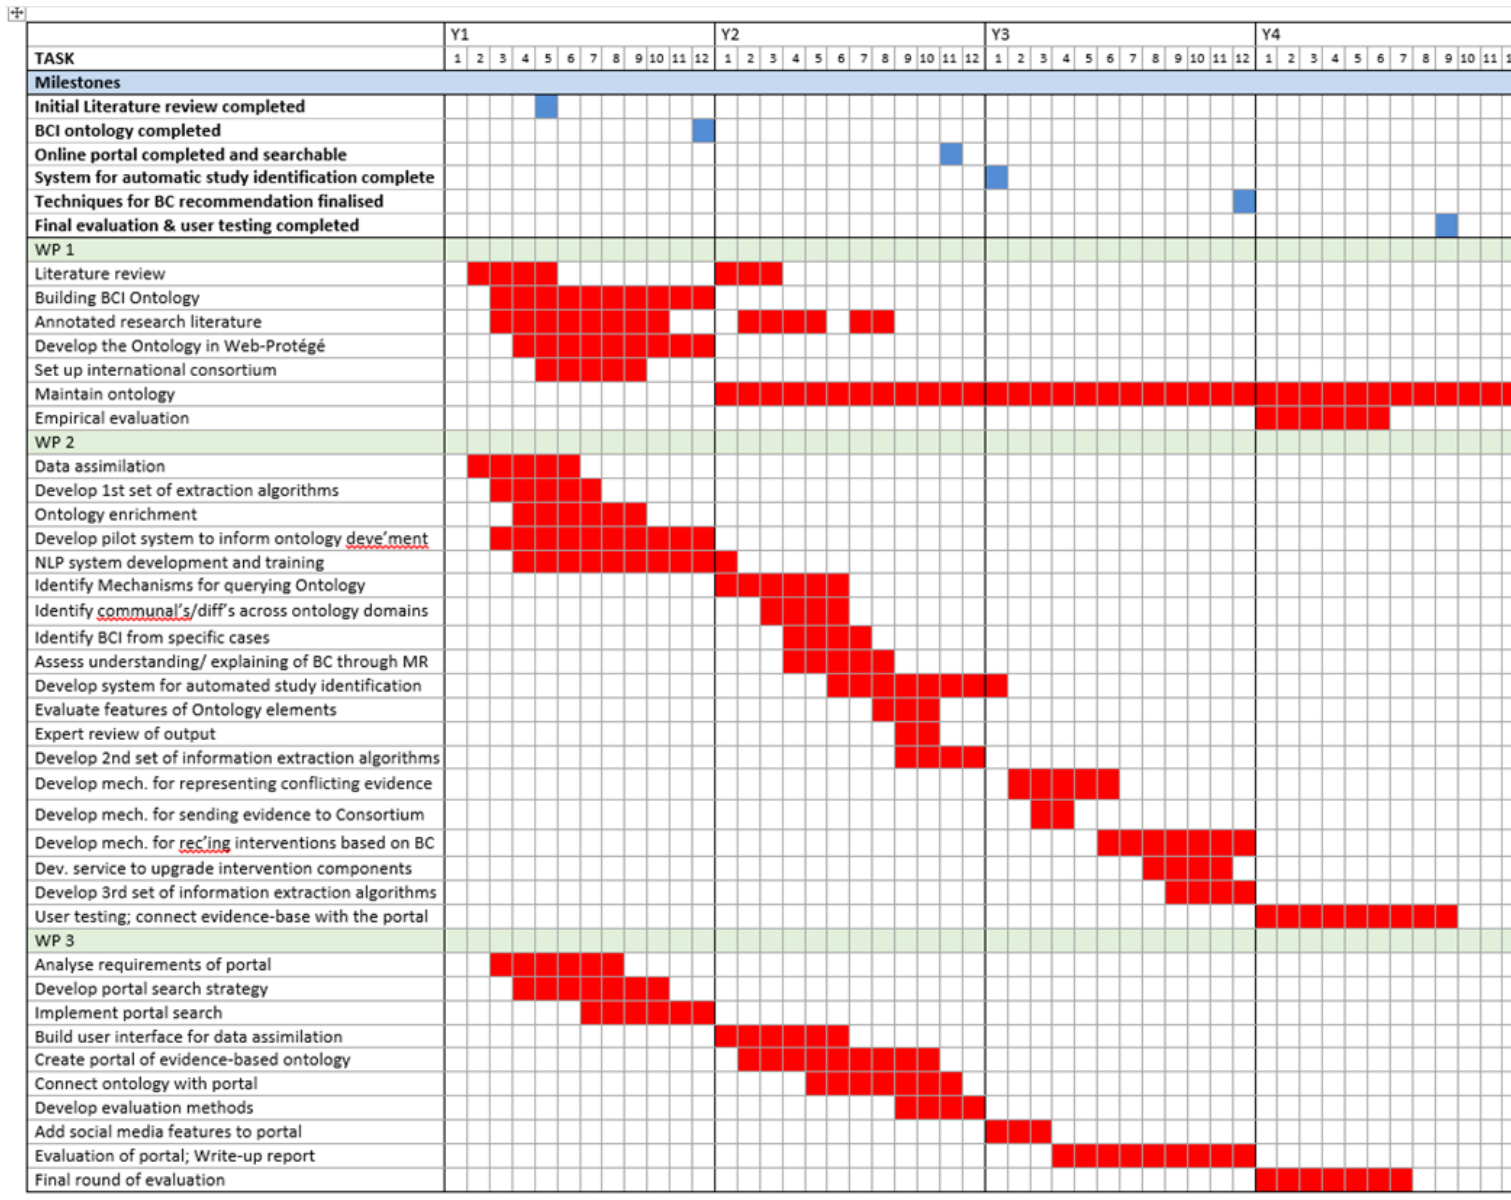 Y1 Y2 Y3 Y4
TASK 1 2 3 4 5 6 7 8 9 10 11 12 1 2 3 4 5 6 7 8 9 10 11 12 1 2 3 4 5 6 7 8 9 10 11 12 1 2 3 4 5 6 7 8 9 10 11
Milestones
Initial Literature review completed
BCI ontology completed
Online portal completed and searchable
System for automatic study identification complete
Techniques for BC recommendation finalised
Final evaluation & user testing completed
WP 1
Literature review
Building BCI Ontology
Annotated research literature
Develop the Ontology in Web-Protégé
Set up international consortium
Maintain ontology
Empirical evaluation
WP 2
Data assimilation
Develop 1st set of extraction algorithms
Ontology enrichment
Develop pilot system to inform ontology deve’ment
NLP system development and training
Identify Mechanisms for querying Ontology
Identify communal’s/diff’s across ontology domains
Identify BCI from specific cases
Assess understanding/ explaining of BC through MR
Develop system for automated study identification
Evaluate features of Ontology elements
Expert review of output
Develop 2nd set of information extraction algorithms
Develop mech. for representing conflicting evidence
Develop mech. for sending evidence to Consortium
Develop mech. for rec’ing interventions based on BC
Dev. service to upgrade intervention components
Develop 3rd set of information extraction algorithms
User testing; connect evidence-base with the portal
WP 3
Analyse requirements of portal
Develop portal search strategy
Implement portal search
Build user interface for data assimilation
Create portal of evidence-based ontology
Connect ontology with portal
Develop evaluation methods
Add social media features to portal
Evaluation of portal; Write-up report
Final round of evaluation